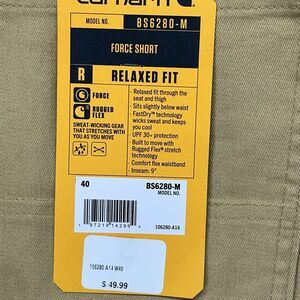 carhartt
MODEL NO. BS6280-M
FORCE SHORT
R RELAXED FIT
FORCE
RUGGED FLEX
SWEAT-WICKING GEAR
THAT STRETCHES WITH
YOU AS YOU MOVE
- Relaxed fit through the
seat and thigh
- Sits slightly below waist
- FastDry™ technology
wicks sweat and keeps
you cool
- UPF 30+ protection
- Built to move with
Rugged Flex® stretch
technology
- Comfort flex waistband
- Inseam: 9"
40 BS6280-M
MODEL NO.
106280-A14
106280 A14 W40
$ 49.99